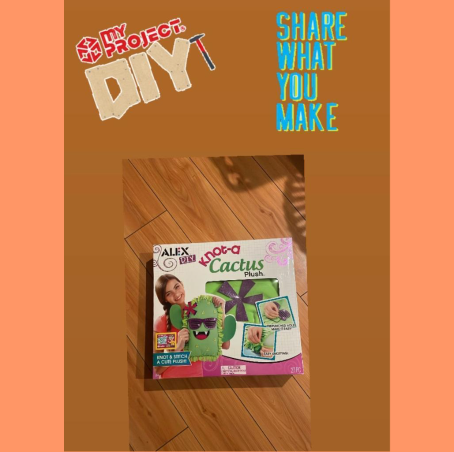 MY
PROJECT
DIY
SHARE
WHAT
YOU
MAKE
ALEX
DIY
Knot-a
Cactus
Plush
KNOT & STITCH
A CUTE PLUSH!